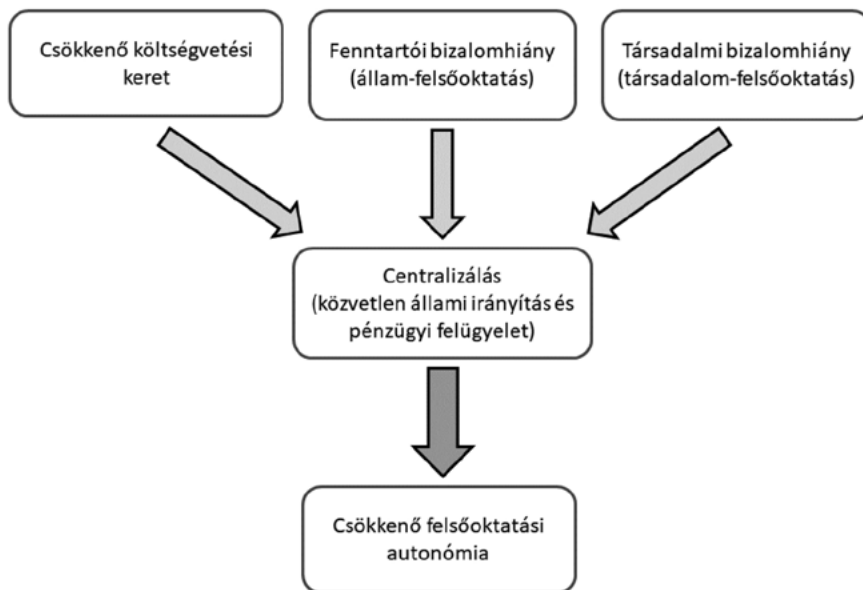 Csökkenő költségvetési
keret
Fenntartói bizalomhiány
(állam-felsőoktatás)
Társadalmi bizalomhiány
(társadalom-felsőoktatás)
Centralizálás
(közvetlen állami irányítás és
pénzügyi felügyelet)
Csökkenő felsőoktatási
autonómia